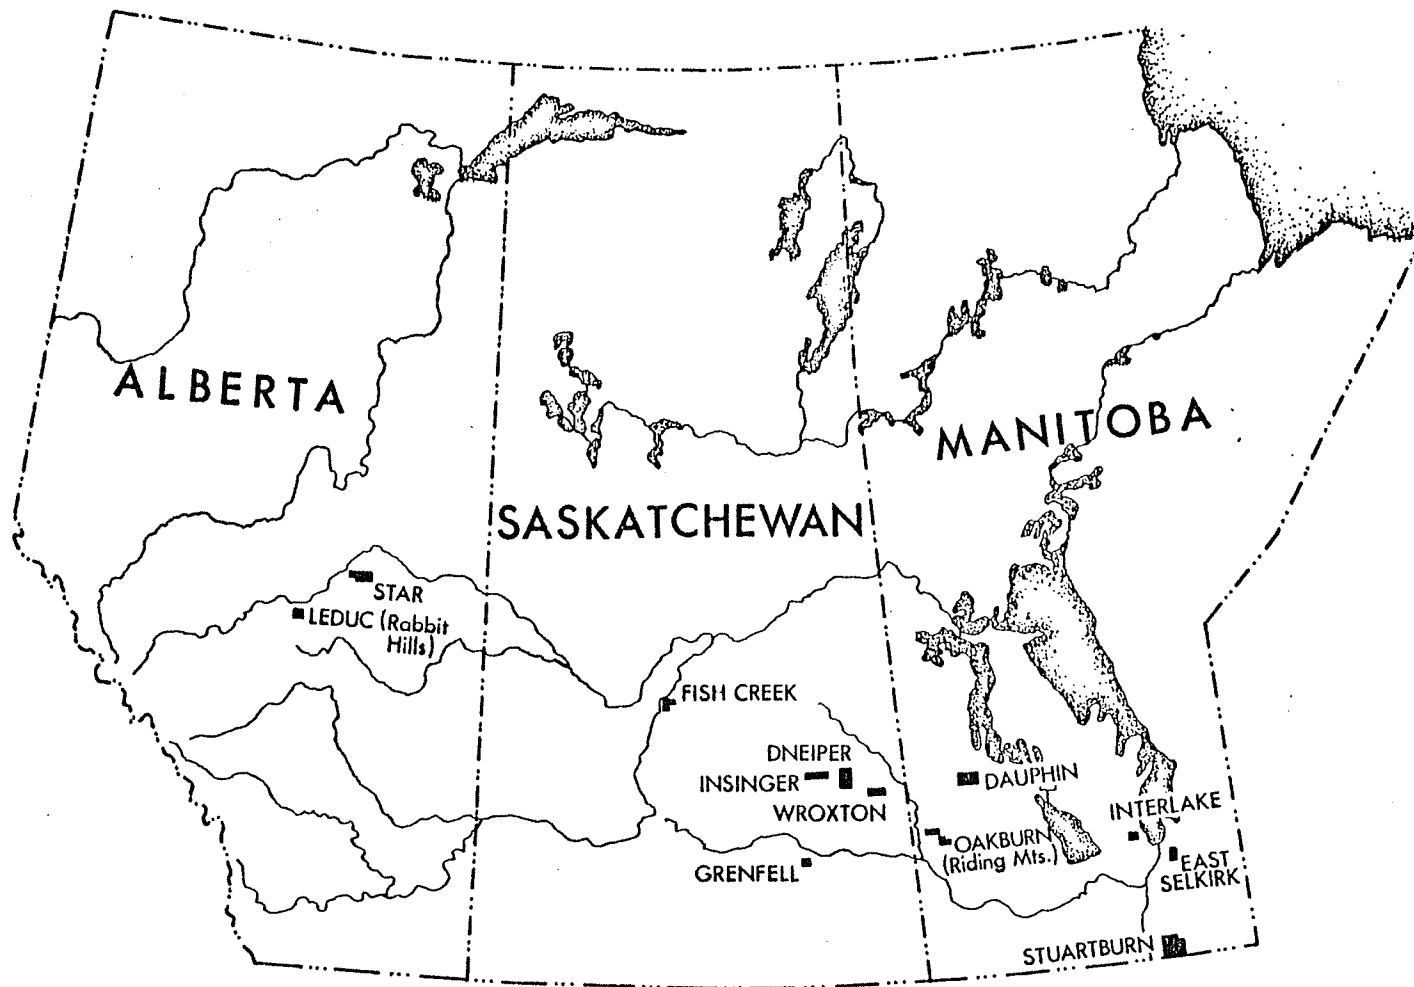 ALBERTA
MANITOBA
SASKATCHEWAN
STAR
LEDUC (Rabbit
Hills)
FISH CREEK
DNEIPER
INSINGER
WROXTON
GRENFELL
DAUPHIN
INTERLAKE
OAKBURN
(Riding Mts.)
EAST
SELKIRK
STUARTBURN